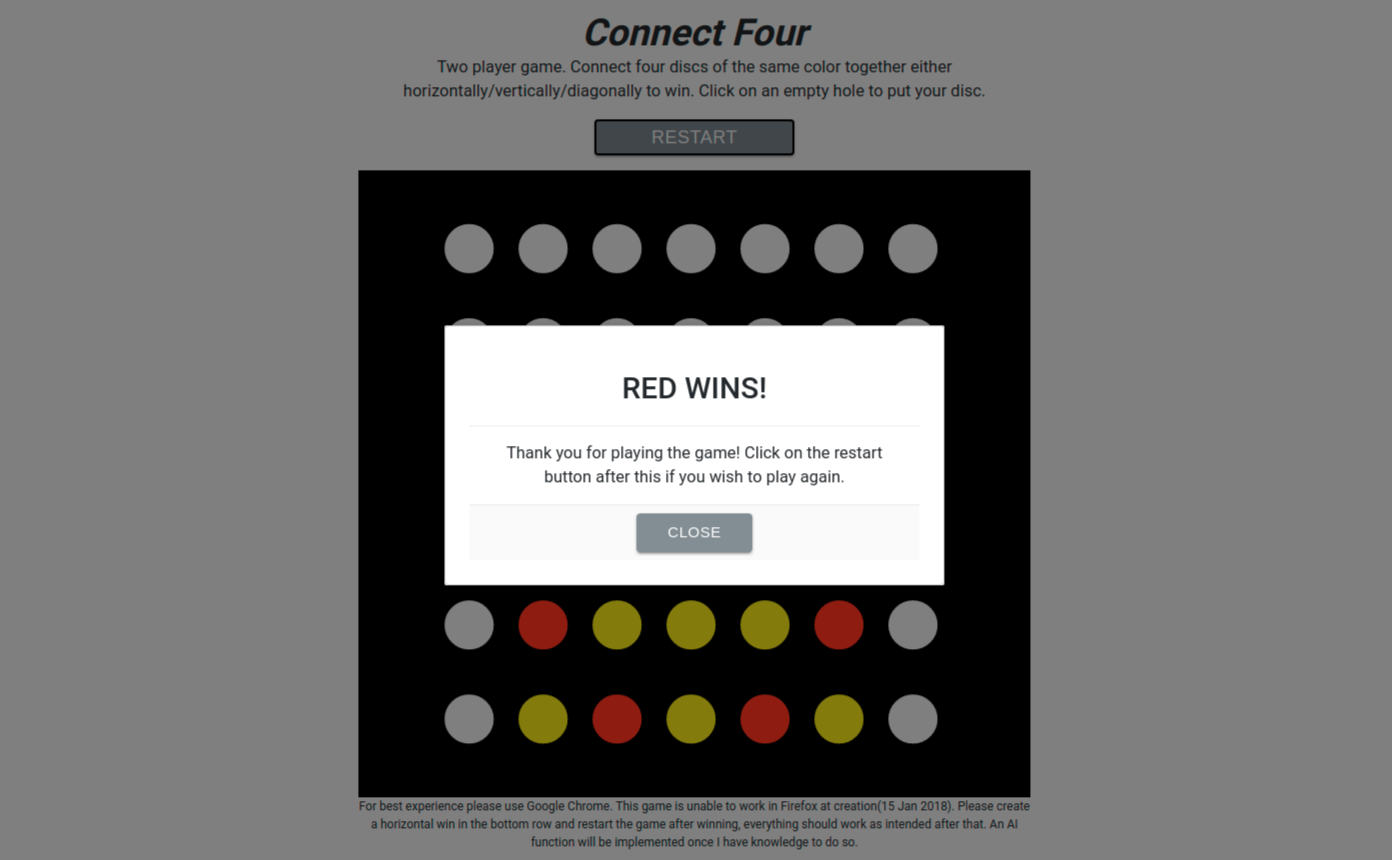 Connect Four
Two player game. Connect four discs of the same color together either
horizontally/vertically/diagonally to win. Click on an empty hole to put your disc.
RESTART
RED WINS!
Thank you for playing the game! Click on the restart
button after this if you wish to play again.
CLOSE
For best experience please use Google Chrome. This game is unable to work in Firefox at creation(15 Jan 2018). Please create
a horizontal win in the bottom row and restart the game after winning, everything should work as intended after that. An AI
function will be implemented once I have knowledge to do so.